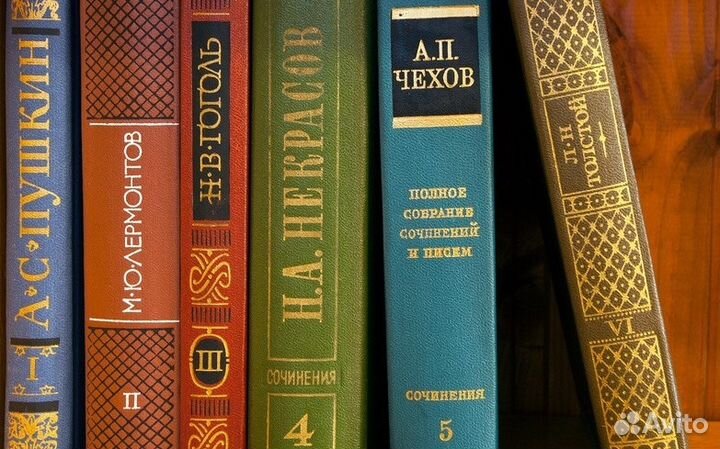 А·С·ПУШКИН
I
М·Ю·ЛЕРМОНТОВ
II
Н·В·ГОГОЛЬ
III
Н.А.НЕКРАСОВ
СОЧИНЕНИЯ
4
А.П.
ЧЕХОВ
ПОЛНОЕ
СОБРАНИЕ
СОЧИНЕНИЙ
И ПИСЕМ
СОЧИНЕНИЯ
5
Л·Н
ТОЛСТОЙ
VI
Avito